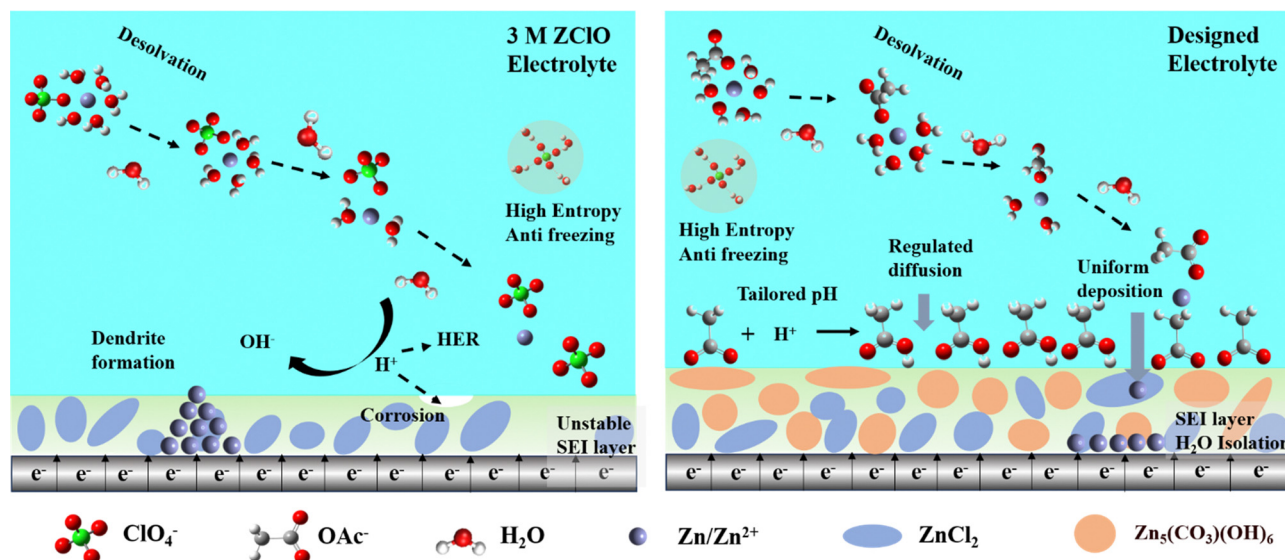 Desolvation
3 M ZClO
Electrolyte
High Entropy
Anti freezing
Dendrite
formation
OH⁻
H⁺
HER
Corrosion
Unstable
SEI layer
e⁻ e⁻ e⁻ e⁻ e⁻ e⁻ e⁻ e⁻ e⁻ e⁻ e⁻ e⁻
Desolvation
Designed
Electrolyte
High Entropy
Anti freezing
Regulated
diffusion
Uniform
deposition
Tailored pH
+ H⁺
SEI layer
H₂O Isolation
e⁻ e⁻ e⁻ e⁻ e⁻ e⁻ e⁻ e⁻ e⁻ e⁻ e⁻ e⁻
ClO₄⁻
OAc⁻
H₂O
Zn/Zn²⁺
ZnCl₂
Zn₅(CO₃)(OH)₆